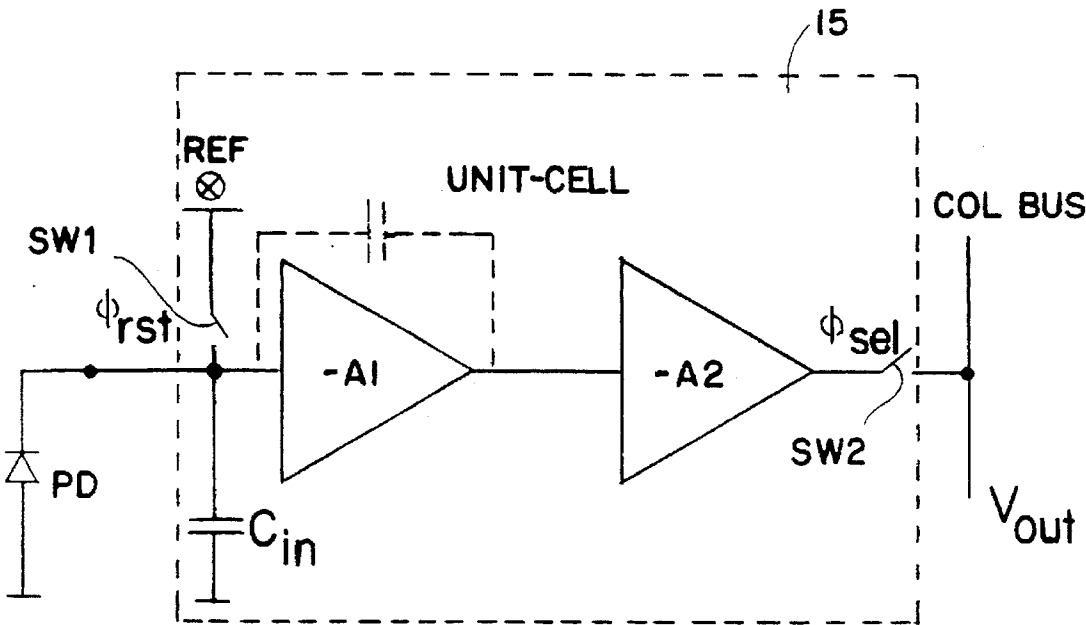 15
REF
UNIT-CELL
COL BUS
SW1
ϕrst
-A1
-A2
ϕsel
SW2
PD
Cin
Vout